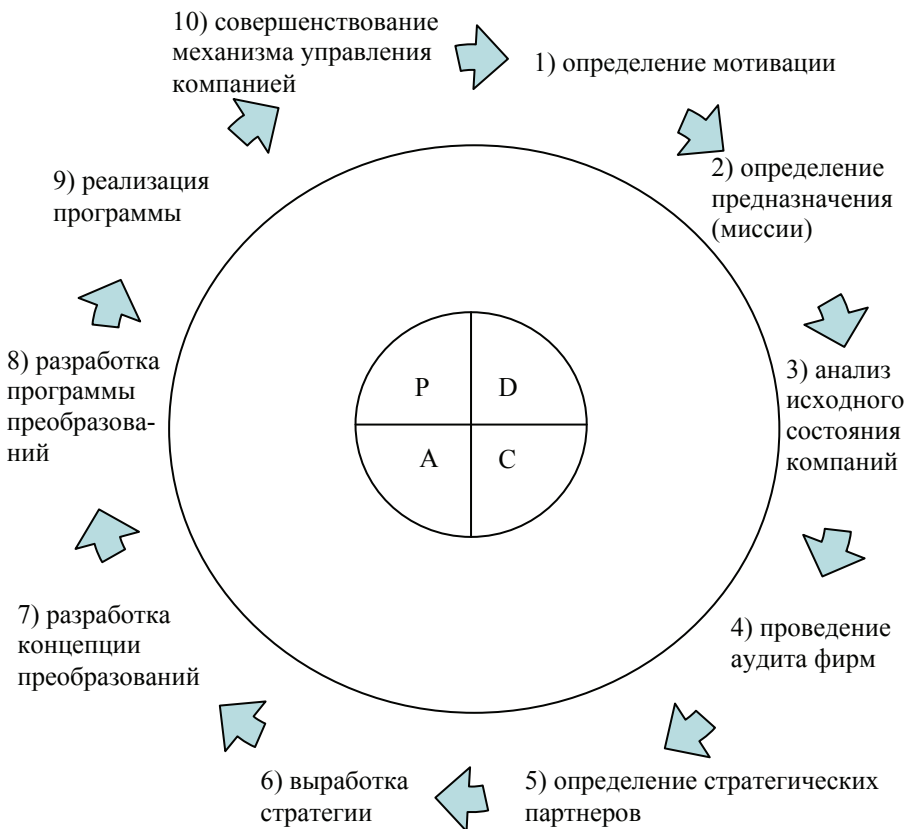 10) совершенствование
механизма управления
компанией
1) определение мотивации
2) определение
предназначения
(миссии)
3) анализ
исходного
состояния
компаний
4) проведение
аудита фирм
5) определение стратегических
партнеров
6) выработка
стратегии
7) разработка
концепции
преобразований
8) разработка
программы
преобразова-
ний
9) реализация
программы
P D
A C